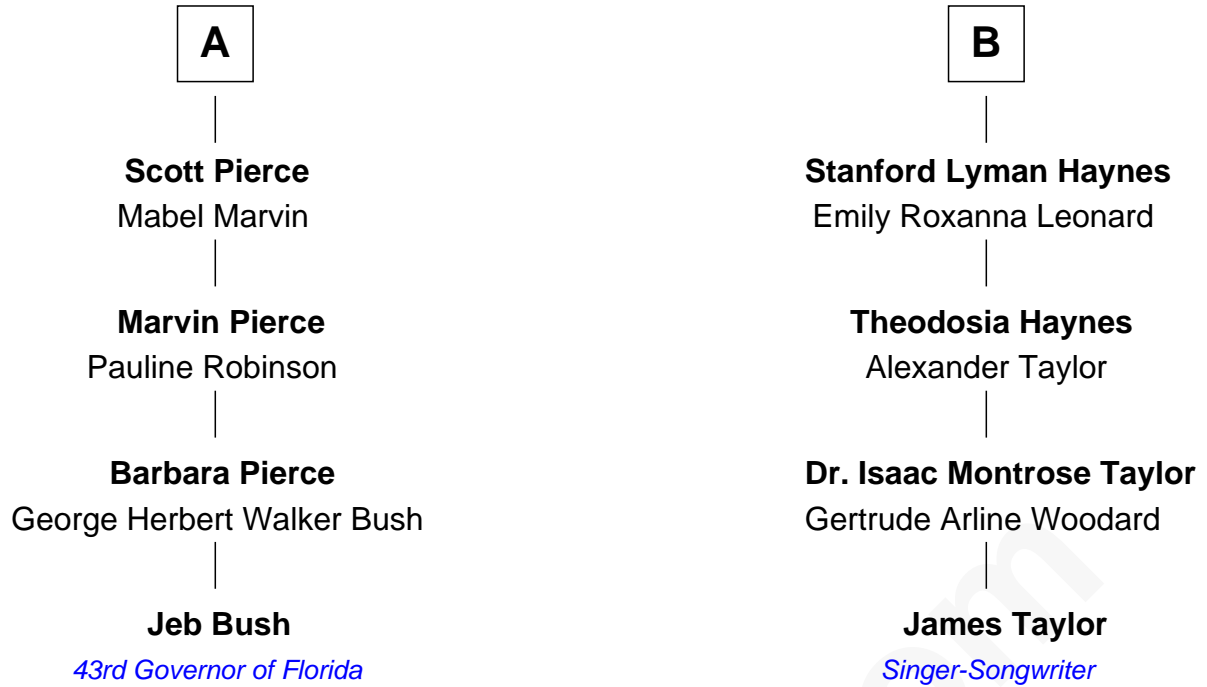 A
B
Scott Pierce
Mabel Marvin
Stanford Lyman Haynes
Emily Roxanna Leonard
Marvin Pierce
Pauline Robinson
Theodosia Haynes
Alexander Taylor
Barbara Pierce
George Herbert Walker Bush
Dr. Isaac Montrose Taylor
Gertrude Arline Woodard
Jeb Bush
43rd Governor of Florida
James Taylor
Singer-Songwriter